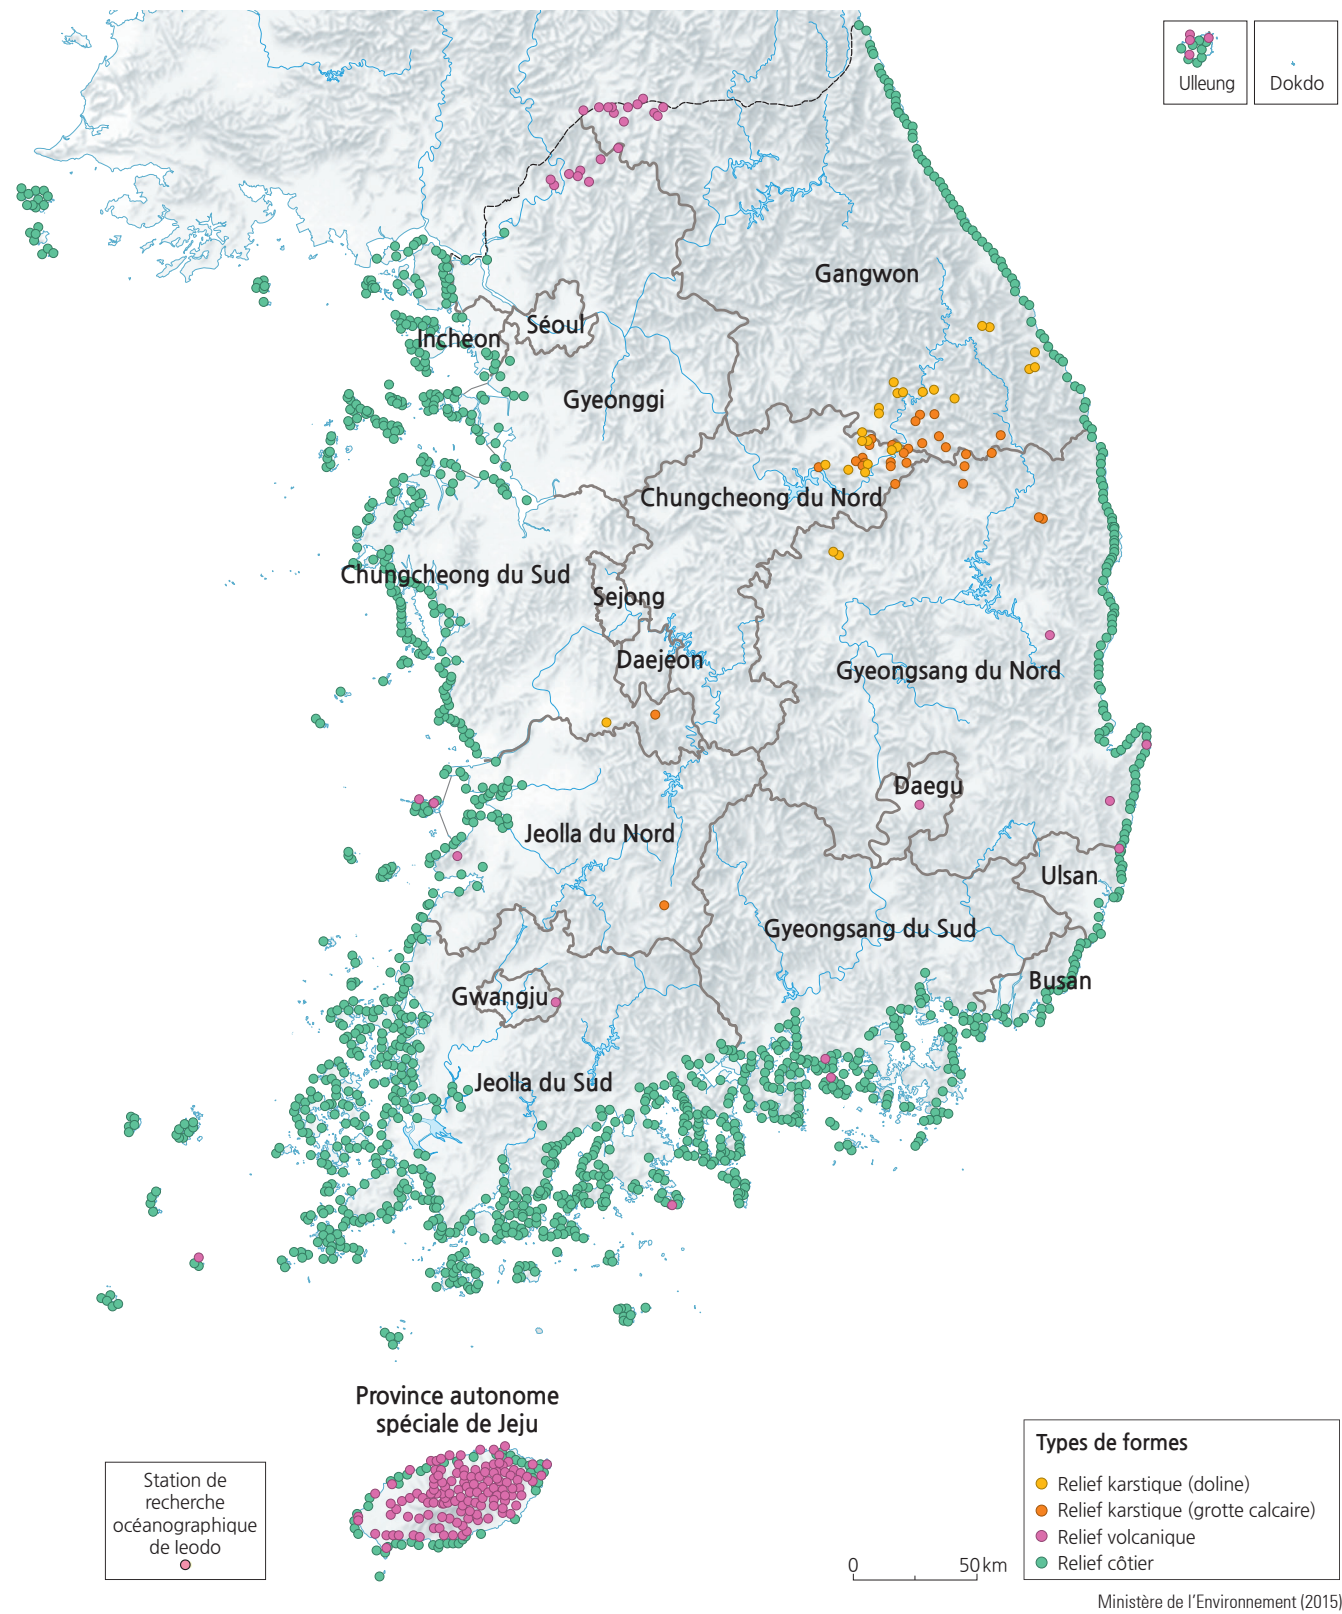 Ulleung
Dokdo
Gangwon
Séoul
Incheon
Gyeonggi
Chungcheong du Nord
Chungcheong du Sud
Sejong
Daejeon
Gyeongsang du Nord
Daegu
Jeolla du Nord
Ulsan
Gyeongsang du Sud
Busan
Gwangju
Jeolla du Sud
Province autonome
spéciale de Jeju
Station de
recherche
océanographique
de Ieodo
Types de formes
Relief karstique (doline)
Relief karstique (grotte calcaire)
Relief volcanique
Relief côtier
0 50 km
Ministère de l'Environnement (2015)